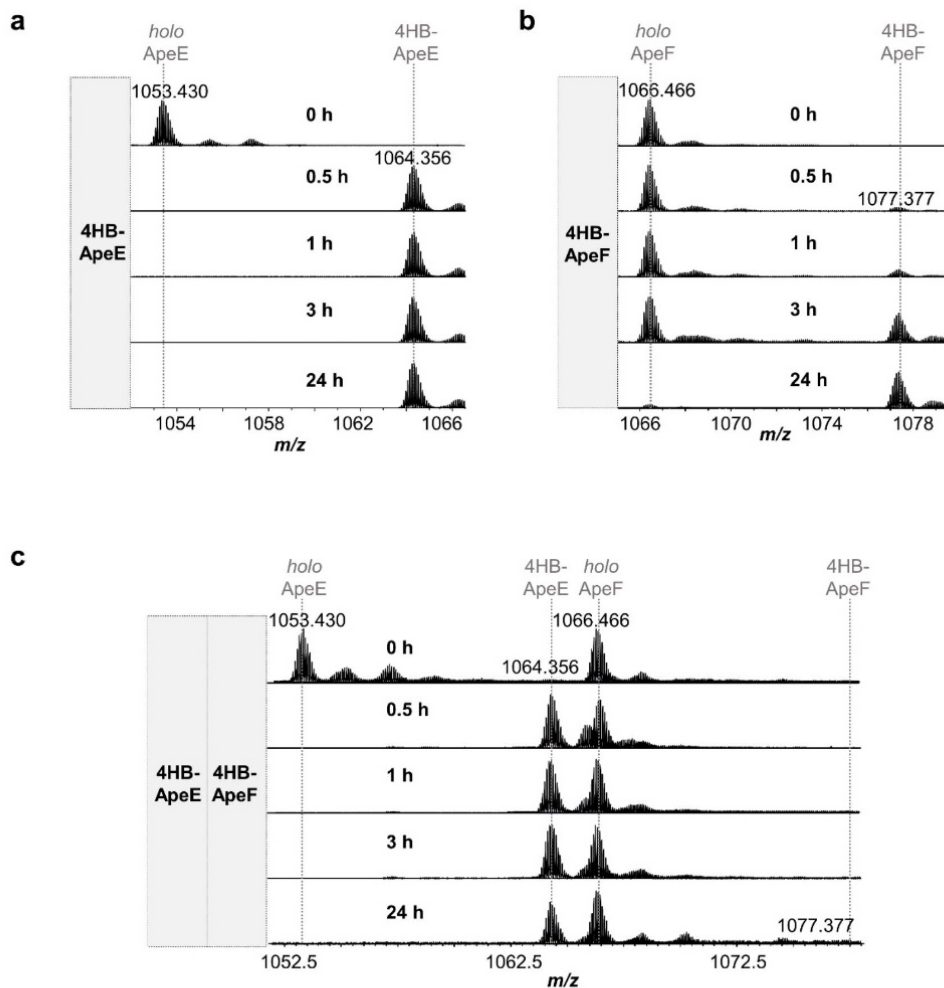 a
holo
ApeE
4HB-
ApeE
1053.430
0 h
1064.356
0.5 h
4HB-
ApeE
1 h
3 h
24 h
1054 1058 1062 1066
m/z
b
holo
ApeF
4HB-
ApeF
1066.466
0 h
0.5 h
1077.377
4HB-
ApeF
1 h
3 h
24 h
1066 1070 1074 1078
m/z
c
holo
ApeE
4HB-
ApeE
holo
ApeF
4HB-
ApeF
1053.430
1066.466
0 h
1064.356
0.5 h
4HB-
ApeE
4HB-
ApeF
1 h
3 h
24 h
1077.377
1052.5 1062.5 1072.5
m/z